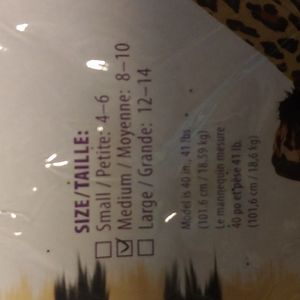 SIZE/TAILLE:
Small / Petite: 4–6
Medium / Moyenne: 8–10
Large / Grande: 12–14
Model is 40 in., 41 lbs.
(101,6 cm / 18,59 kg)
Le mannequin mesure
40 po et pèse 41 lb.
(101,6 cm / 18,6 kg)